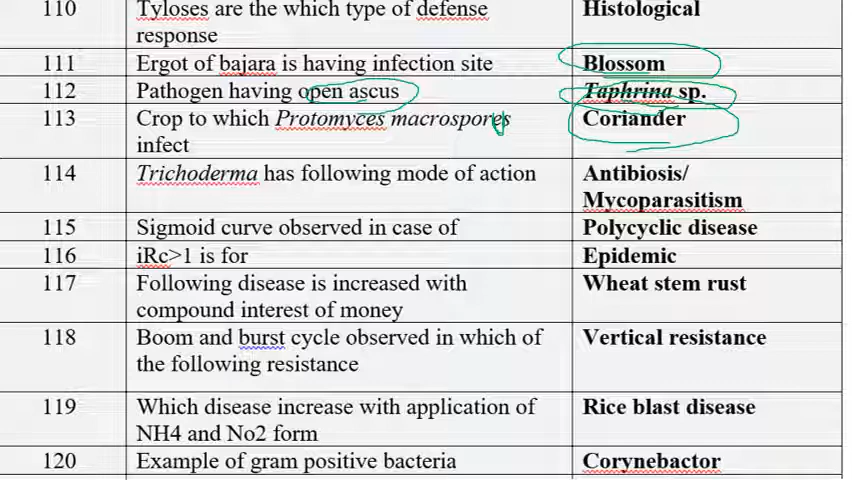 110 Tyloses are the which type of defense Histological
response
111 Ergot of bajara is having infection site Blossom
112 Pathogen having open ascus Taphrina sp.
113 Crop to which Protomyces macrospores Coriander
infect
114 Trichoderma has following mode of action Antibiosis/
Mycoparasitism
115 Sigmoid curve observed in case of Polycyclic disease
116 iRc>1 is for Epidemic
117 Following disease is increased with Wheat stem rust
compound interest of money
118 Boom and burst cycle observed in which of Vertical resistance
the following resistance
119 Which disease increase with application of Rice blast disease
NH4 and No2 form
120 Example of gram positive bacteria Corynebactor